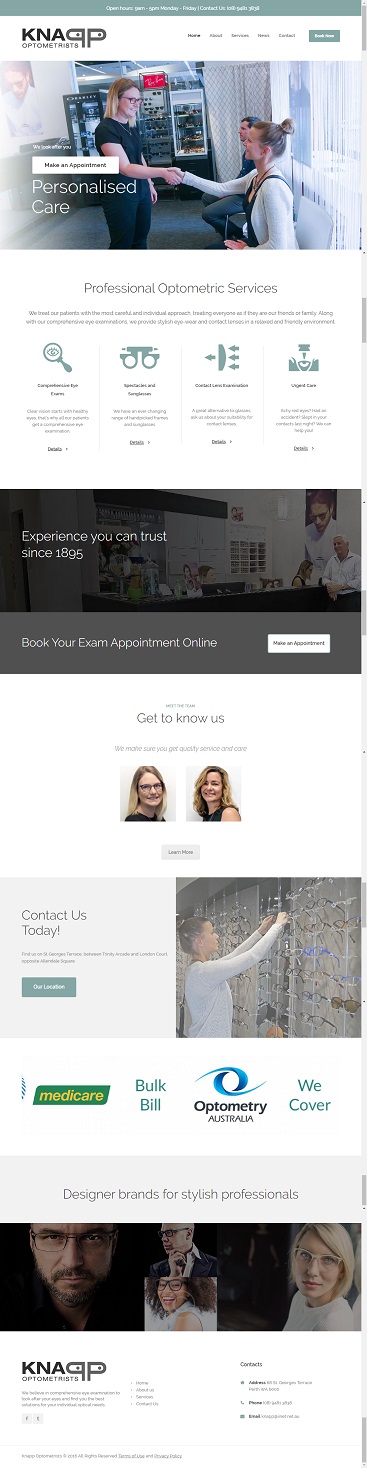 Open hours: 9am - 5pm Monday - Friday | Contact Us: (08) 9481 3838
KNAPP
OPTOMETRISTS
Home
About
Services
News
Contact
Book Now
OAKLEY
Ray-Ban
We look after you
Make an Appointment
Personalised
Care
Professional Optometric Services
We treat our patients with the most careful and individual approach, treating everyone as if they are our friends or family. Along
with our comprehensive eye examinations, we provide stylish eye-wear and contact lenses in a relaxed and friendly environment.
Comprehensive Eye
Exams
Clear vision starts with healthy
eyes, that's why all our patients
get a comprehensive eye
examination.
Details >
Spectacles and
Sunglasses
We have an ever changing
range of handpicked frames
and sunglasses
Details >
Contact Lens Examination
A great alternative to glasses
ask us about your suitability for
contact lenses.
Details >
Urgent Care
Itchy red eyes? Had an
accident? Slept in your
contacts last night? We can
help you!
Details >
Experience you can trust
since 1895
Book Your Exam Appointment Online
Make an Appointment
MEET THE TEAM
Get to know us
We make sure you get quality service and care
Learn More
Contact Us
Today!
Find us on St Georges Terrace, between Trinity Arcade and London Court,
opposite Allendale Square
Our Location
medicare
Bulk
Bill
Optometry
AUSTRALIA
We
Cover
Designer brands for stylish professionals
KNAPP
OPTOMETRISTS
We believe in comprehensive eye examination to
look after your eyes and find you the best
solutions for your individual optical needs.
f
t
Home
About us
Services
Contact Us
Contacts
Address
St. Georges Terrace
Perth WA 6000
Phone (08) 9481 3838
Email knapp@iinet.net.au
Knapp Optometrists © 2016 All Rights Reserved Terms of Use and Privacy Policy